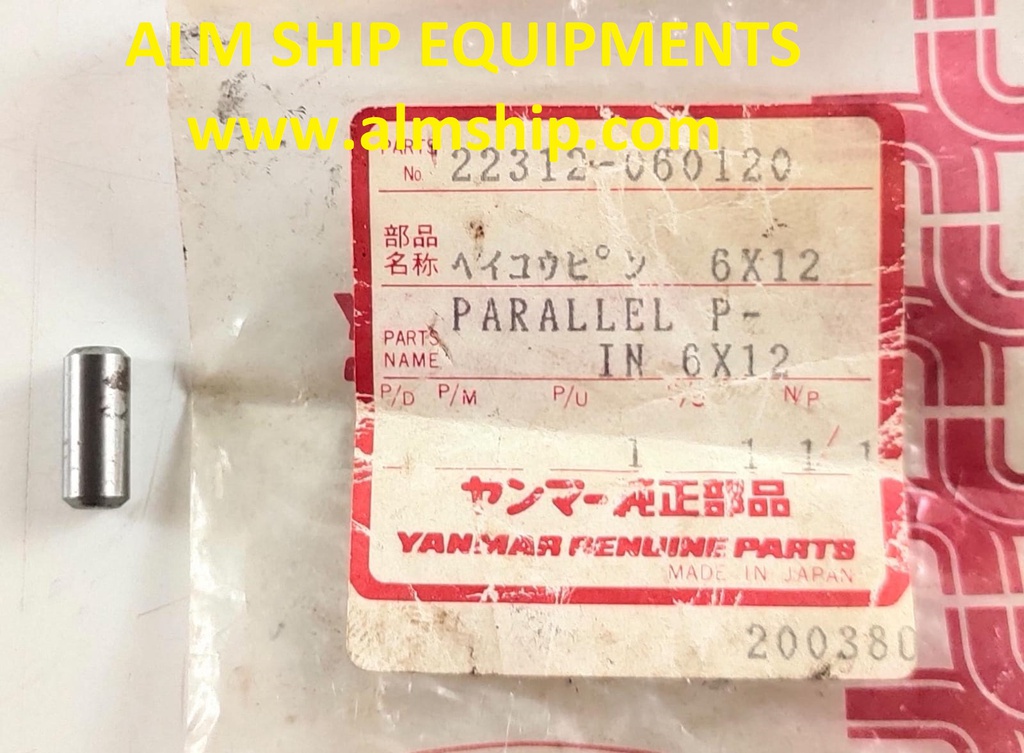 ALM SHIP EQUIPMENTS
www.almship.com
PARTS No. 22312-060120
部品名称 ヘイコウピン 6X12
PARTS NAME PARALLEL P-
IN 6X12
P/D P/M P/U N/P
1 1 1/1
ヤンマー純正部品
YANMAR GENUINE PARTS
MADE IN JAPAN
200380